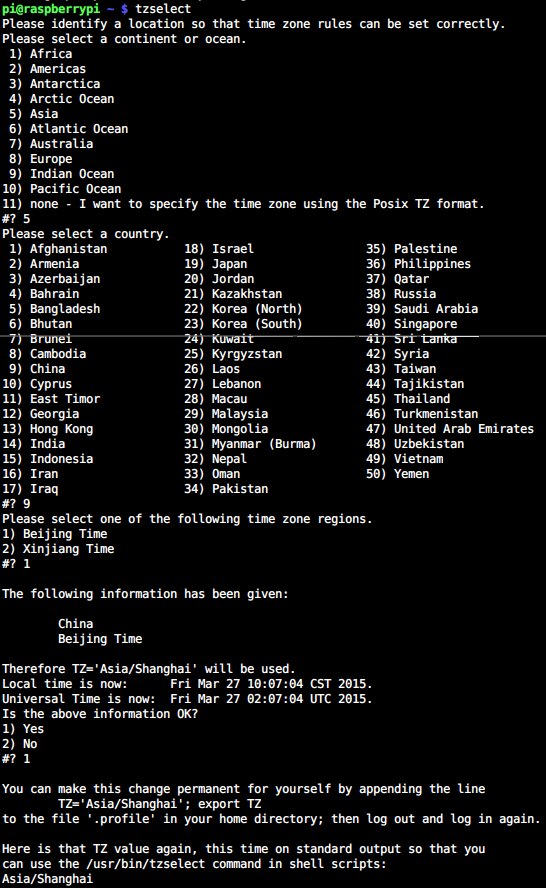 pi@raspberrypi ~ $ tzselect
Please identify a location so that time zone rules can be set correctly.
Please select a continent or ocean.
 1) Africa
 2) Americas
 3) Antarctica
 4) Arctic Ocean
 5) Asia
 6) Atlantic Ocean
 7) Australia
 8) Europe
 9) Indian Ocean
10) Pacific Ocean
11) none - I want to specify the time zone using the Posix TZ format.
#? 5
Please select a country.
 1) Afghanistan           18) Israel                35) Palestine
 2) Armenia               19) Japan                 36) Philippines
 3) Azerbaijan            20) Jordan                37) Qatar
 4) Bahrain               21) Kazakhstan            38) Russia
 5) Bangladesh            22) Korea (North)         39) Saudi Arabia
 6) Bhutan                23) Korea (South)         40) Singapore
 7) Brunei                24) Kuwait                41) Sri Lanka
 8) Cambodia              25) Kyrgyzstan            42) Syria
 9) China                 26) Laos                  43) Taiwan
10) Cyprus                27) Lebanon               44) Tajikistan
11) East Timor            28) Macau                 45) Thailand
12) Georgia               29) Malaysia              46) Turkmenistan
13) Hong Kong             30) Mongolia              47) United Arab Emirates
14) India                 31) Myanmar (Burma)       48) Uzbekistan
15) Indonesia             32) Nepal                 49) Vietnam
16) Iran                  33) Oman                  50) Yemen
17) Iraq                  34) Pakistan
#? 9
Please select one of the following time zone regions.
1) Beijing Time
2) Xinjiang Time
#? 1

The following information has been given:

        China
        Beijing Time

Therefore TZ='Asia/Shanghai' will be used.
Local time is now:      Fri Mar 27 10:07:04 CST 2015.
Universal Time is now:  Fri Mar 27 02:07:04 UTC 2015.
Is the above information OK?
1) Yes
2) No
#? 1

You can make this change permanent for yourself by appending the line
        TZ='Asia/Shanghai'; export TZ
to the file '.profile' in your home directory; then log out and log in again.

Here is that TZ value again, this time on standard output so that you
can use the /usr/bin/tzselect command in shell scripts:
Asia/Shanghai